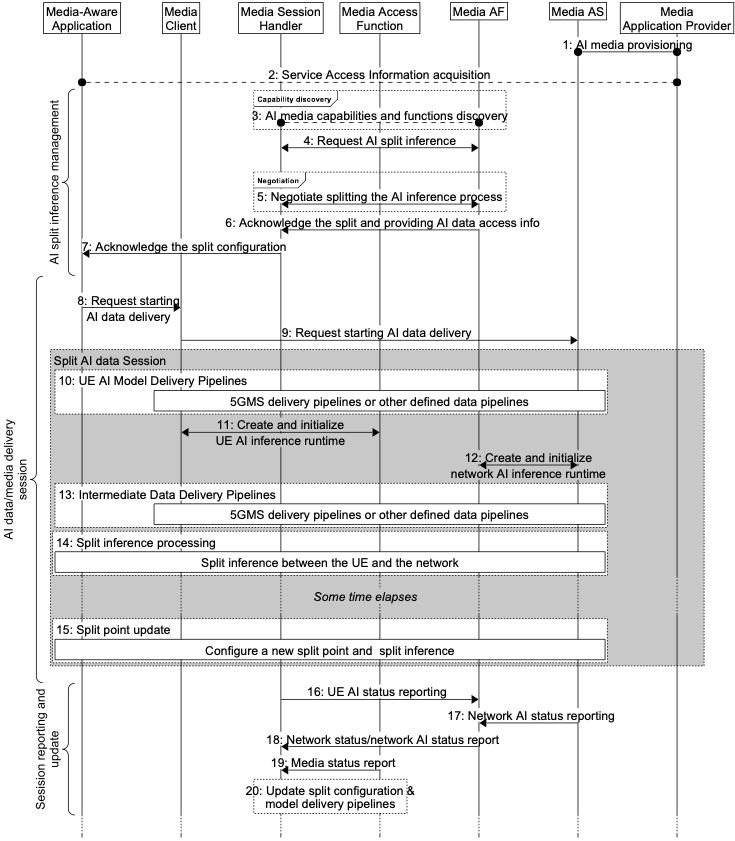 Media-Aware
Application
Media
Client
Media Session
Handler
Media Access
Function
Media AF
Media AS
Media
Application Provider
1: AI media provisioning
2: Service Access Information acquisition
AI split inference management
Capability discovery
3: AI media capabilities and functions discovery
4: Request AI split inference
Negotiation
5: Negotiate splitting the AI inference process
6: Acknowledge the split and providing AI data access info
7: Acknowledge the split configuration
AI data/media delivery
session
8: Request starting
AI data delivery
9: Request starting AI data delivery
Split AI data Session
10: UE AI Model Delivery Pipelines
5GMS delivery pipelines or other defined data pipelines
11: Create and initialize
UE AI inference runtime
12: Create and initialize
network AI inference runtime
13: Intermediate Data Delivery Pipelines
5GMS delivery pipelines or other defined data pipelines
14: Split inference processing
Split inference between the UE and the network
Some time elapses
15: Split point update
Configure a new split point and split inference
Sesision reporting and
update
16: UE AI status reporting
17: Network AI status reporting
18: Network status/network AI status report
19: Media status report
20: Update split configuration &
model delivery pipelines